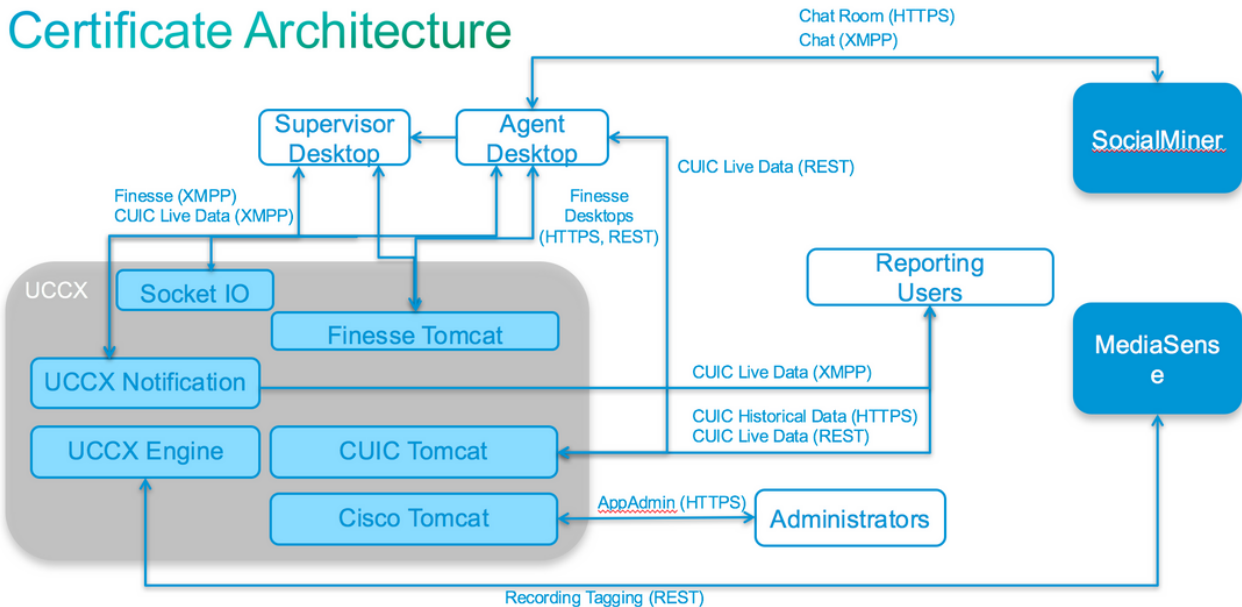 Certificate Architecture
Chat Room (HTTPS)
Chat (XMPP)
Supervisor
Desktop
Agent
Desktop
SocialMiner
CUIC Live Data (REST)
Finesse (XMPP)
CUIC Live Data (XMPP)
Finesse
Desktops
(HTTPS, REST)
Reporting
Users
UCCX
Socket IO
Finesse Tomcat
MediaSens
e
UCCX Notification
CUIC Live Data (XMPP)
CUIC Historical Data (HTTPS)
CUIC Live Data (REST)
UCCX Engine
CUIC Tomcat
Cisco Tomcat
AppAdmin (HTTPS)
Administrators
Recording Tagging (REST)